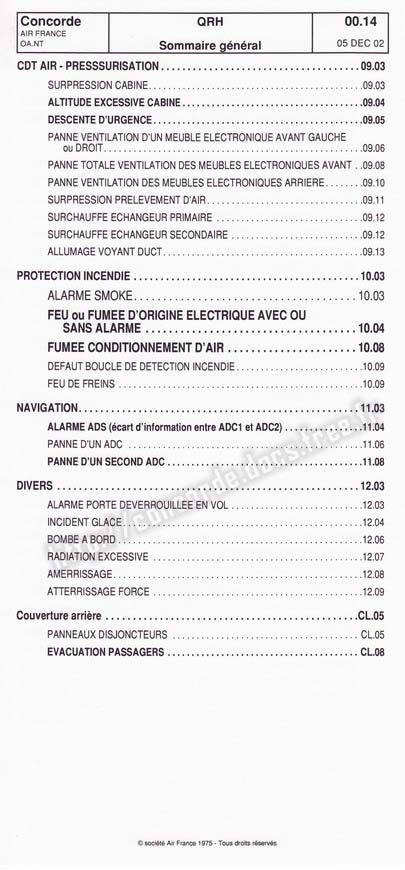 Concorde QRH 00.14
AIR FRANCE
OA.NT Sommaire général 05 DEC 02
CDT AIR - PRESSSURISATION ........ 09.03
SURPRESSION CABINE ........ 09.03
ALTITUDE EXCESSIVE CABINE ........ 09.04
DESCENTE D'URGENCE ........ 09.05
PANNE VENTILATION D'UN MEUBLE ELECTRONIQUE AVANT GAUCHE
ou DROIT ........ 09.06
PANNE TOTALE VENTILATION DES MEUBLES ELECTRONIQUES AVANT .. 09.08
PANNE VENTILATION DES MEUBLES ELECTRONIQUES ARRIERE ........ 09.10
SURPRESSION PRELEVEMENT D'AIR ........ 09.11
SURCHAUFFE ECHANGEUR PRIMAIRE ........ 09.12
SURCHAUFFE ECHANGEUR SECONDAIRE ........ 09.12
ALLUMAGE VOYANT DUCT ........ 09.13
PROTECTION INCENDIE ........ 10.03
ALARME SMOKE ........ 10.03
FEU ou FUMEE D'ORIGINE ELECTRIQUE AVEC OU
SANS ALARME ........ 10.04
FUMEE CONDITIONNEMENT D'AIR ........ 10.08
DEFAUT BOUCLE DE DETECTION INCENDIE ........ 10.09
FEU DE FREINS ........ 10.09
NAVIGATION ........ 11.03
ALARME ADS (écart d'information entre ADC1 et ADC2) ........ 11.04
PANNE D'UN ADC ........ 11.06
PANNE D'UN SECOND ADC ........ 11.08
DIVERS ........ 12.03
ALARME PORTE DEVERROUILLEE EN VOL ........ 12.03
INCIDENT GLACE ........ 12.04
BOMBE A BORD ........ 12.06
RADIATION EXCESSIVE ........ 12.07
AMERRISSAGE ........ 12.08
ATTERRISSAGE FORCE ........ 12.09
Couverture arrière ........ CL.05
PANNEAUX DISJONCTEURS ........ CL.05
EVACUATION PASSAGERS ........ CL.08
http://concorde.docs.free.fr
© société Air France 1975 - Tous droits réservés